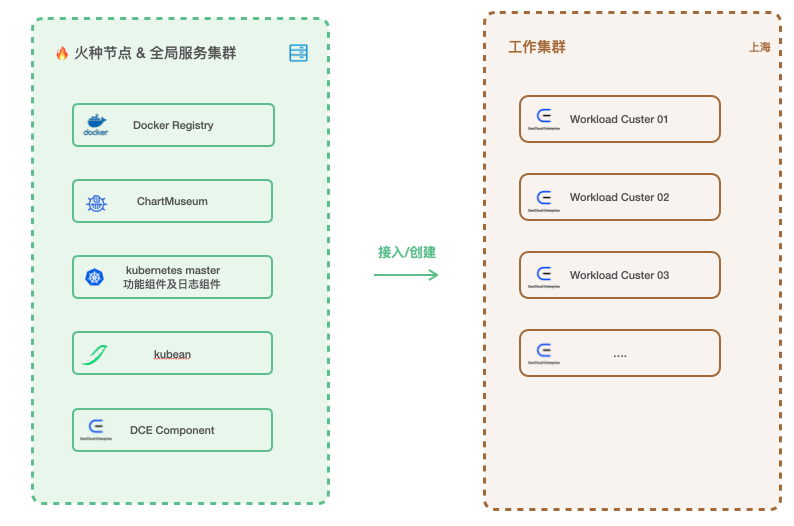 火种节点 & 全局服务集群
docker
Docker Registry
ChartMuseum
kubernetes master
功能组件及日志组件
kubean
DaoCloud Enterprise
DCE Component
接入/创建
工作集群
上海
DaoCloud Enterprise
Workload Custer 01
DaoCloud Enterprise
Workload Custer 02
DaoCloud Enterprise
Workload Custer 03
DaoCloud Enterprise
....